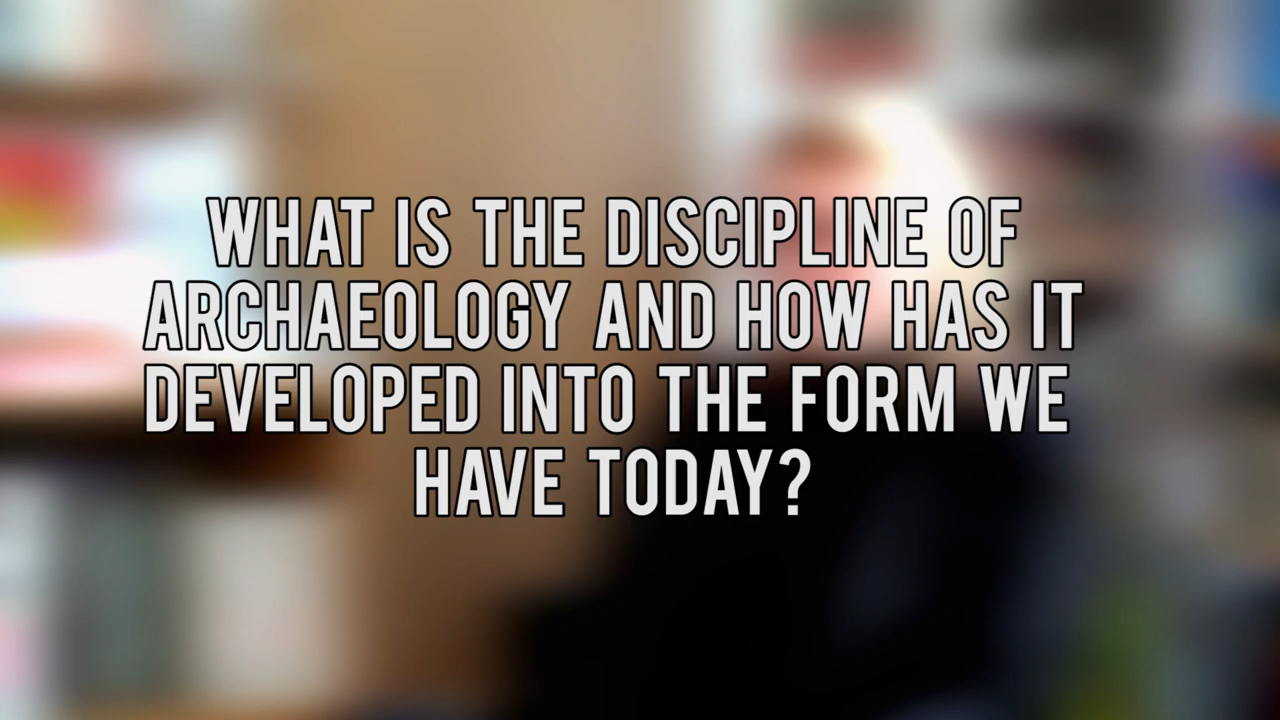 WHAT IS THE DISCIPLINE OF
ARCHAEOLOGY AND HOW HAS IT
DEVELOPED INTO THE FORM WE
HAVE TODAY?